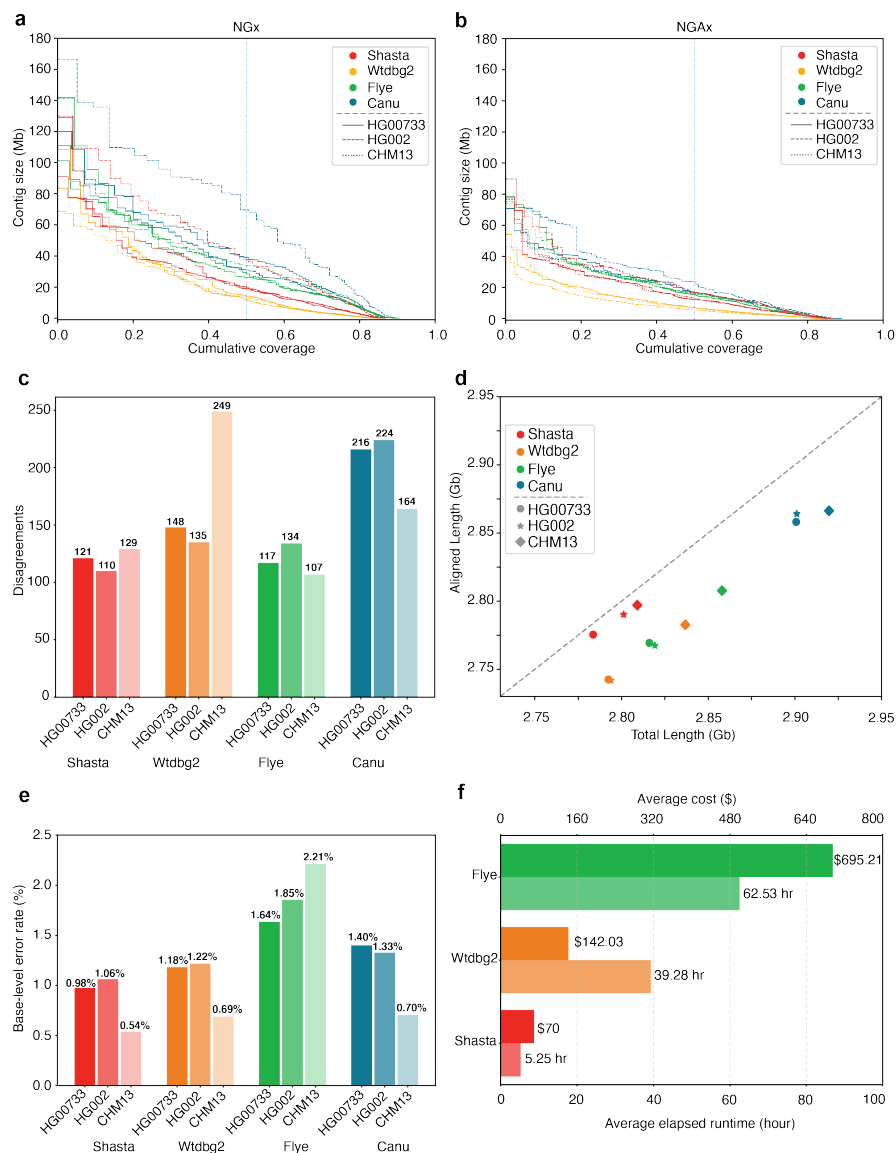 a
NGx
180
160
140
120
100
80
60
40
20
0
Contig size (Mb)
Shasta
Wtdbg2
Flye
Canu
HG00733
HG002
CHM13
0.0 0.2 0.4 0.6 0.8 1.0
Cumulative coverage
b
NGAx
180
160
140
120
100
80
60
40
20
0
Contig size (Mb)
Shasta
Wtdbg2
Flye
Canu
HG00733
HG002
CHM13
0.0 0.2 0.4 0.6 0.8 1.0
Cumulative coverage
c
250
200
150
100
50
0
Disagreements
121 110 129 148 135 249 117 134 107 216 224 164
HG00733 HG002 CHM13 HG00733 HG002 CHM13 HG00733 HG002 CHM13 HG00733 HG002 CHM13
Shasta Wtdbg2 Flye Canu
d
2.95
2.90
2.85
2.80
2.75
Aligned Length (Gb)
Shasta
Wtdbg2
Flye
Canu
HG00733
HG002
CHM13
2.75 2.80 2.85 2.90 2.95
Total Length (Gb)
e
2.5
2.0
1.5
1.0
0.5
0.0
Base-level error rate (%)
0.98% 1.06% 0.54% 1.18% 1.22% 0.69% 1.64% 1.85% 2.21% 1.40% 1.33% 0.70%
HG00733 HG002 CHM13 HG00733 HG002 CHM13 HG00733 HG002 CHM13 HG00733 HG002 CHM13
Shasta Wtdbg2 Flye Canu
f
Average cost ($)
0 160 320 480 640 800
Flye
$695.21
62.53 hr
Wtdbg2
$142.03
39.28 hr
Shasta
$70
5.25 hr
0 20 40 60 80 100
Average elapsed runtime (hour)